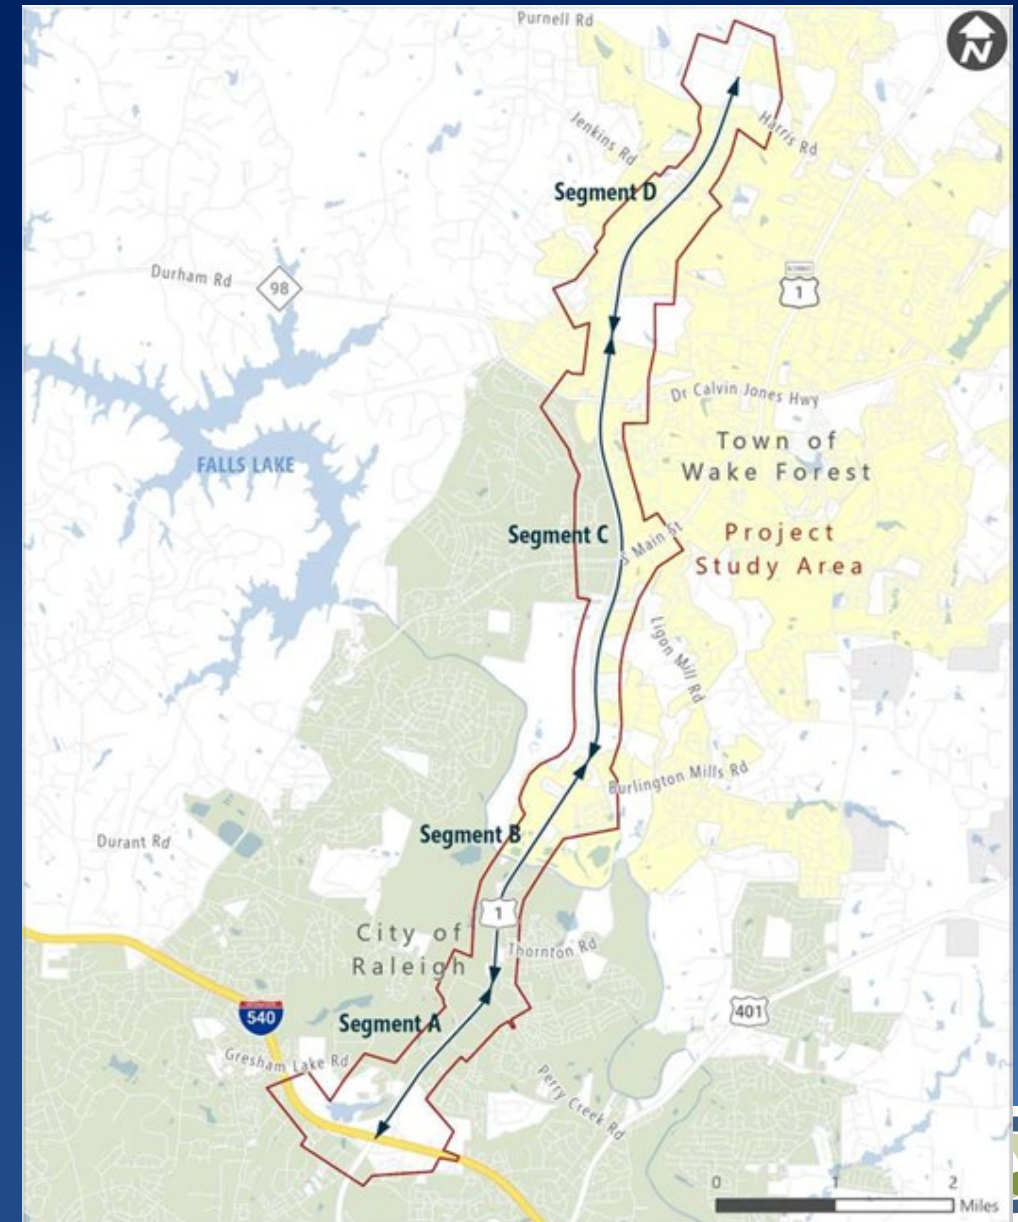 Purnell Rd
N
Jenkins Rd
Harris Rd
Segment D
Durham Rd
98
1
Dr Calvin Jones Hwy
Town of
Wake Forest
FALLS LAKE
Segment C
S Main St
Project
Study Area
Ligon Mill Rd
Burlington Mills Rd
Segment B
Durant Rd
1
City of
Raleigh
Thornton Rd
540
Segment A
401
Gresham Lake Rd
Perry Creek Rd
0 1 2
Miles